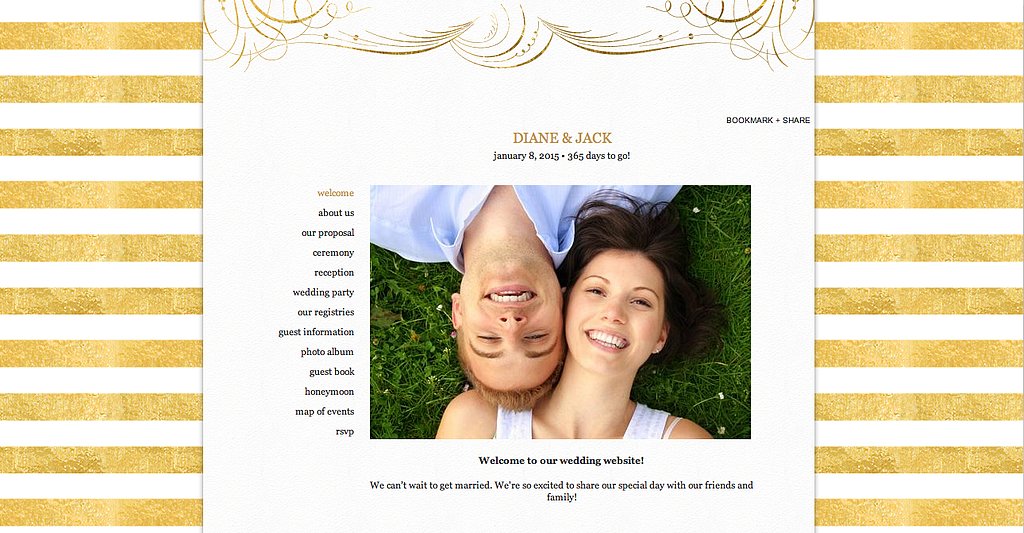 BOOKMARK + SHARE
DIANE & JACK
january 8, 2015 • 365 days to go!
welcome
about us
our proposal
ceremony
reception
wedding party
our registries
guest information
photo album
guest book
honeymoon
map of events
rsvp
Welcome to our wedding website!
We can't wait to get married. We're so excited to share our special day with our friends and
family!